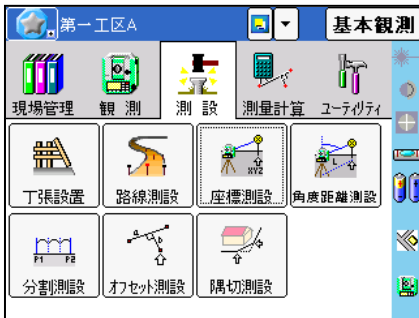 第一工区A
基本観測
現場管理 観 測 測 設 測量計算 ユーティリティ
丁張設置 路線測設 座標測設 角度距離測設
XYZ
分割測設 オフセット測設 隅切測設
P1 P2
a b